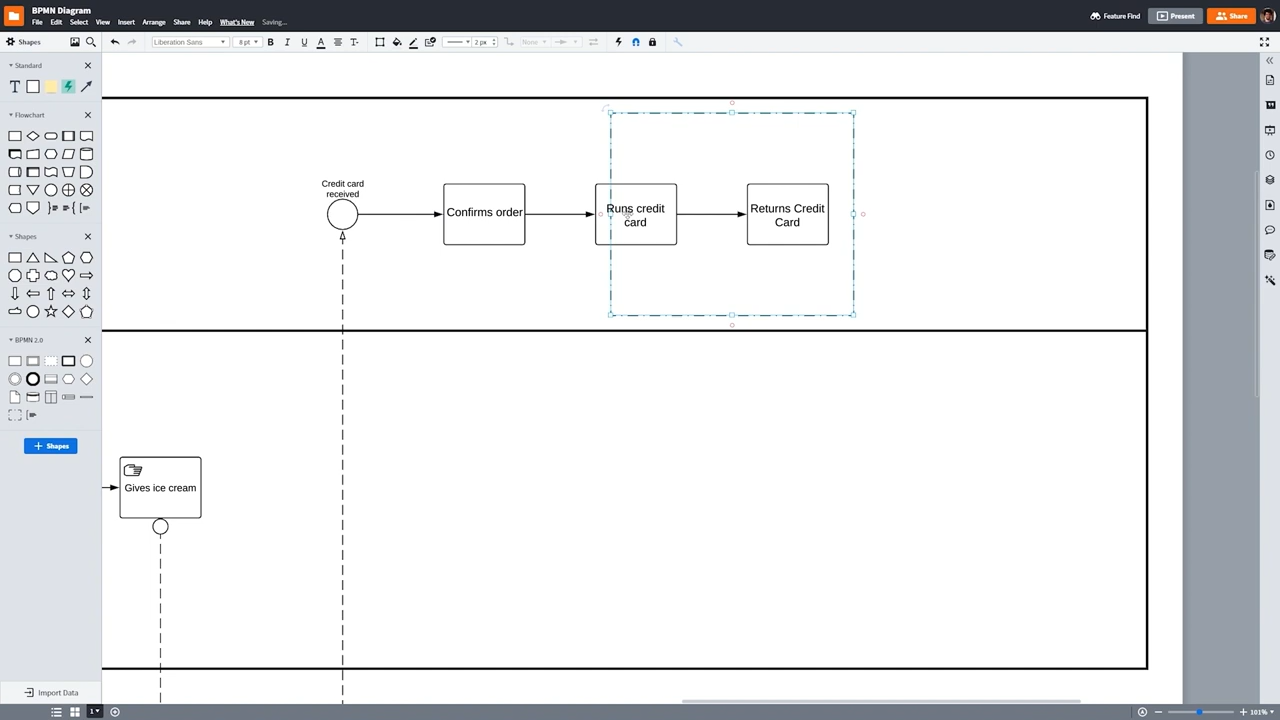 BPMN Diagram
File Edit Select View Insert Arrange Share Help What's New Saving...
Feature Find
Present
Share
Shapes
Liberation Sans
8 pt
B I U A T
2 px
None
Standard
T
Flowchart
Shapes
BPMN 2.0
+ Shapes
Import Data
Credit card
received
Confirms order
Runs credit
card
Returns Credit
Card
Gives ice cream
1
101%